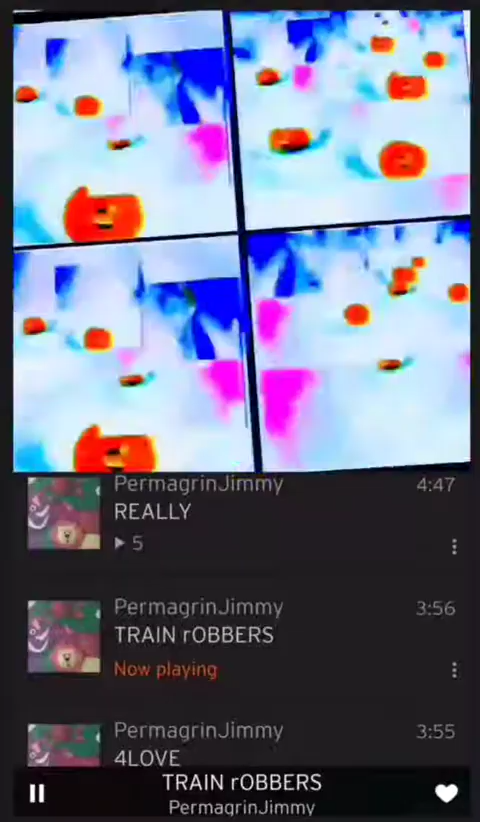 PermagrinJimmy
4:47
REALLY
5
PermagrinJimmy
3:56
TRAIN rOBBERS
Now playing
PermagrinJimmy
3:55
4LOVE
TRAIN rOBBERS
PermagrinJimmy